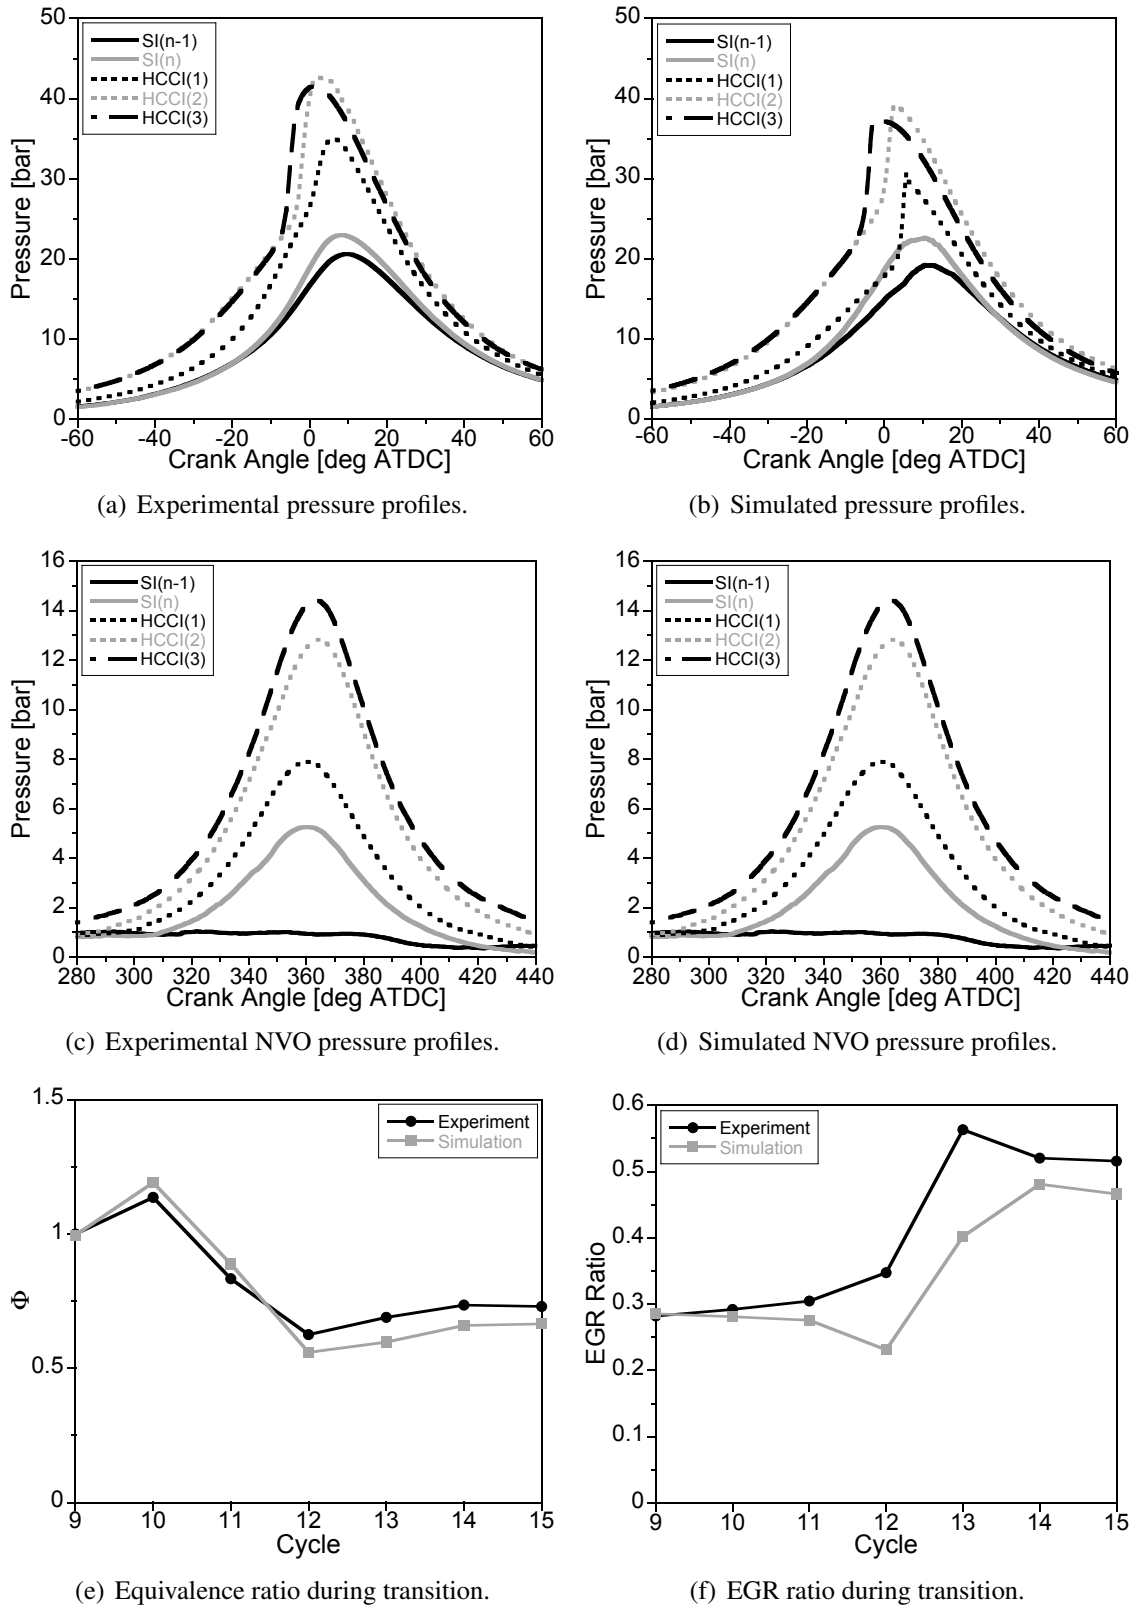 50
40
30
20
10
0
Pressure [bar]
SI(n-1)
SI(n)
HCCI(1)
HCCI(2)
HCCI(3)
-60 -40 -20 0 20 40 60
Crank Angle [deg ATDC]
(a) Experimental pressure profiles.
50
40
30
20
10
0
Pressure [bar]
SI(n-1)
SI(n)
HCCI(1)
HCCI(2)
HCCI(3)
-60 -40 -20 0 20 40 60
Crank Angle [deg ATDC]
(b) Simulated pressure profiles.
16
14
12
10
8
6
4
2
0
Pressure [bar]
SI(n-1)
SI(n)
HCCI(1)
HCCI(2)
HCCI(3)
280 300 320 340 360 380 400 420 440
Crank Angle [deg ATDC]
(c) Experimental NVO pressure profiles.
16
14
12
10
8
6
4
2
0
Pressure [bar]
SI(n-1)
SI(n)
HCCI(1)
HCCI(2)
HCCI(3)
280 300 320 340 360 380 400 420 440
Crank Angle [deg ATDC]
(d) Simulated NVO pressure profiles.
1.5
1
0.5
0
Φ
Experiment
Simulation
9 10 11 12 13 14 15
Cycle
(e) Equivalence ratio during transition.
0.6
0.5
0.4
0.3
0.2
0.1
0
EGR Ratio
Experiment
Simulation
9 10 11 12 13 14 15
Cycle
(f) EGR ratio during transition.